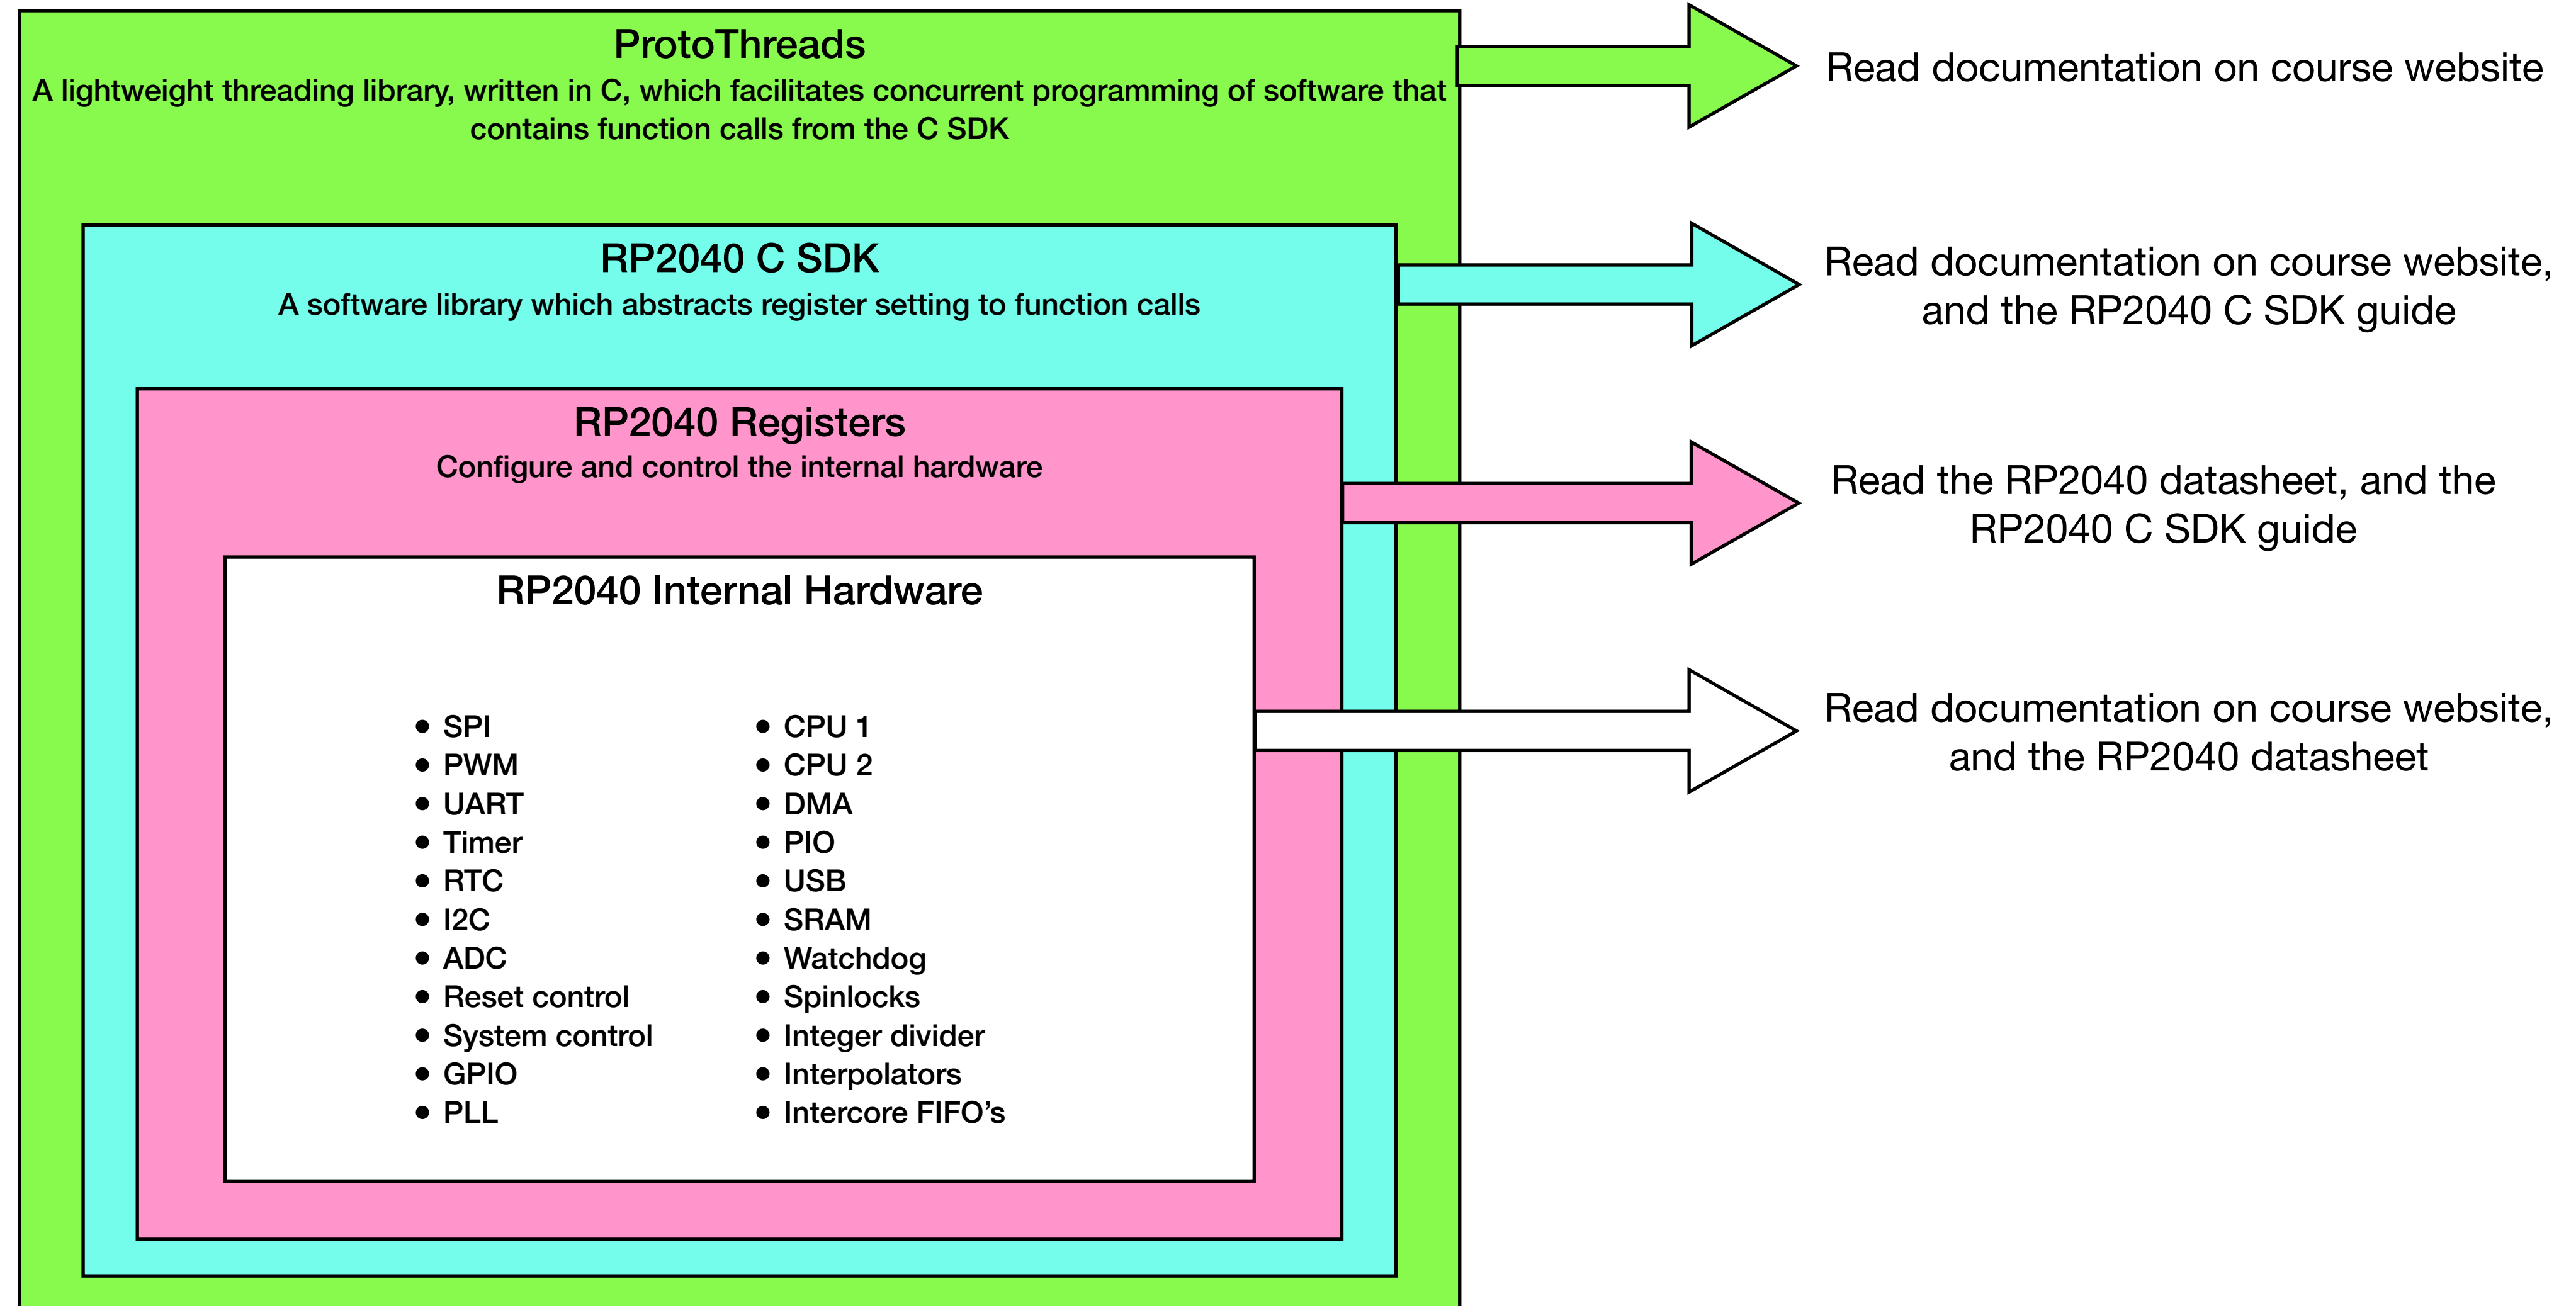 ProtoThreads
A lightweight threading library, written in C, which facilitates concurrent programming of software that
contains function calls from the C SDK
Read documentation on course website
RP2040 C SDK
A software library which abstracts register setting to function calls
Read documentation on course website,
and the RP2040 C SDK guide
RP2040 Registers
Configure and control the internal hardware
Read the RP2040 datasheet, and the
RP2040 C SDK guide
RP2040 Internal Hardware
• SPI
• PWM
• UART
• Timer
• RTC
• I2C
• ADC
• Reset control
• System control
• GPIO
• PLL
• CPU 1
• CPU 2
• DMA
• PIO
• USB
• SRAM
• Watchdog
• Spinlocks
• Integer divider
• Interpolators
• Intercore FIFO’s
Read documentation on course website,
and the RP2040 datasheet